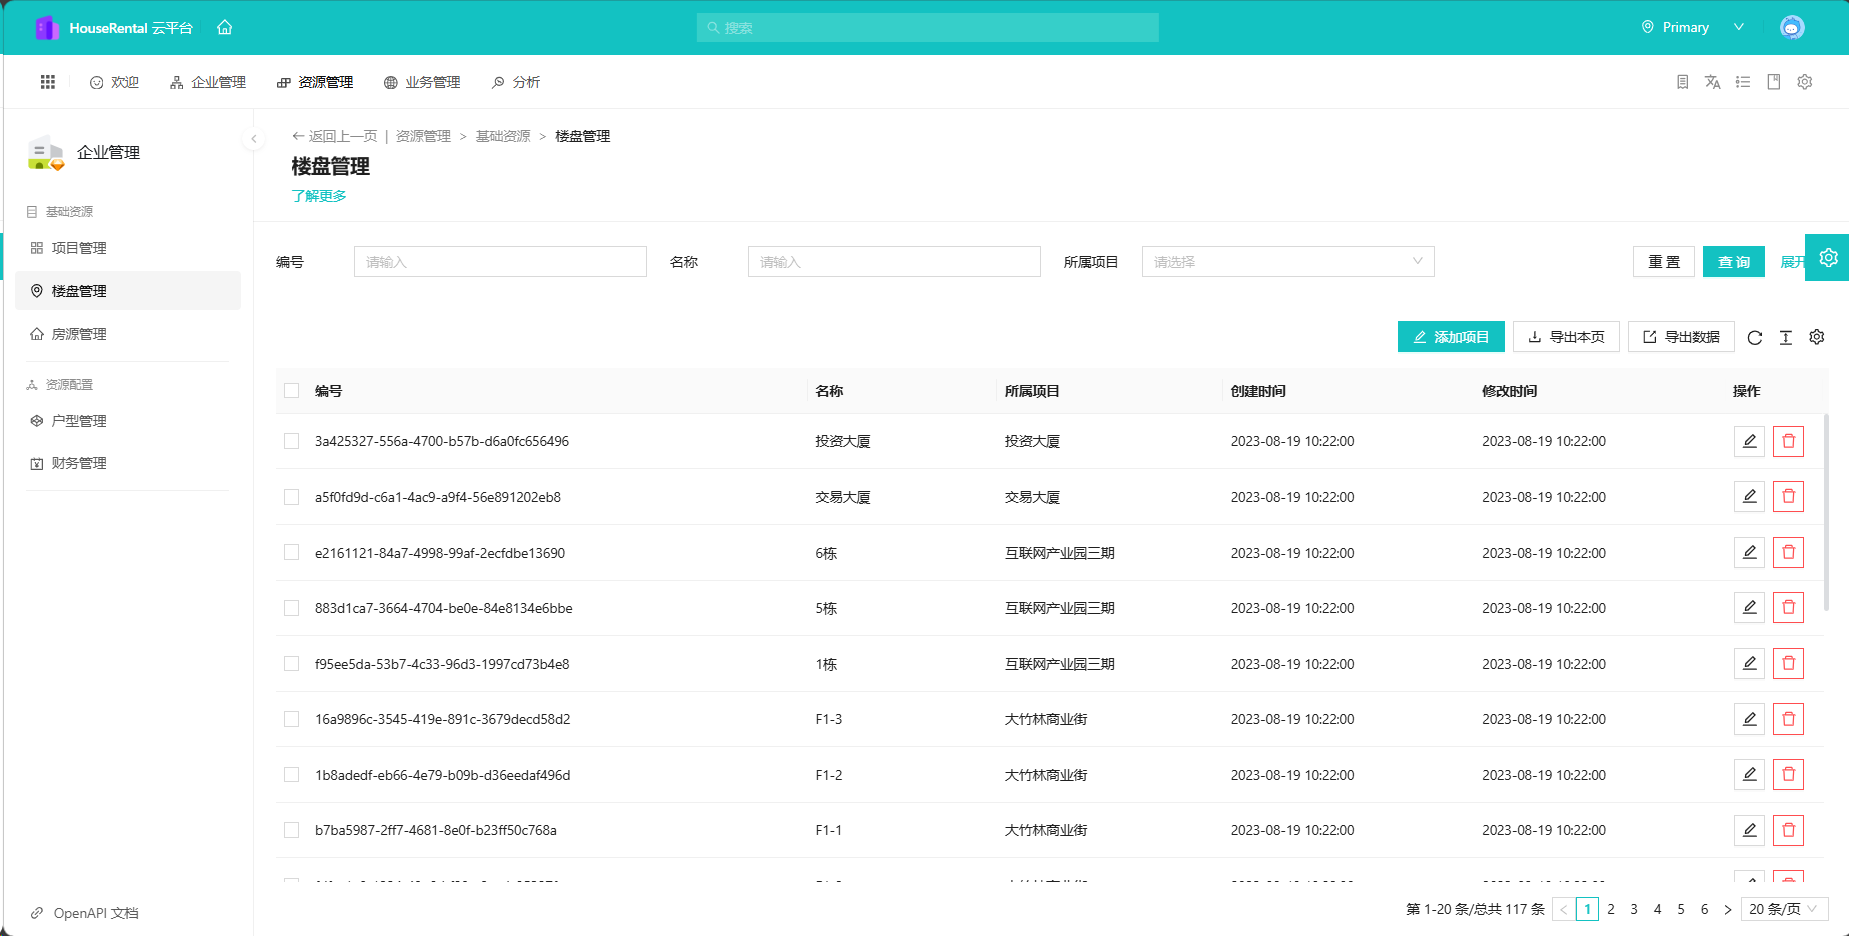 HouseRental 云平台
搜索
Primary
欢迎 企业管理 资源管理 业务管理 分析
企业管理
基础资源
项目管理
楼盘管理
房源管理
资源配置
户型管理
财务管理
OpenAPI 文档
返回上一页 | 资源管理 > 基础资源 > 楼盘管理
楼盘管理
了解更多
编号 请输入 名称 请输入 所属项目 请选择 重 置 查 询 展开
添加项目 导出本页 导出数据
编号 名称 所属项目 创建时间 修改时间 操作
3a425327-556a-4700-b57b-d6a0fc656496 投资大厦 投资大厦 2023-08-19 10:22:00 2023-08-19 10:22:00
a5f0fd9d-c6a1-4ac9-a9f4-56e891202eb8 交易大厦 交易大厦 2023-08-19 10:22:00 2023-08-19 10:22:00
e2161121-84a7-4998-99af-2ecfdbe13690 6栋 互联网产业园三期 2023-08-19 10:22:00 2023-08-19 10:22:00
883d1ca7-3664-4704-be0e-84e8134e6bbe 5栋 互联网产业园三期 2023-08-19 10:22:00 2023-08-19 10:22:00
f95ee5da-53b7-4c33-96d3-1997cd73b4e8 1栋 互联网产业园三期 2023-08-19 10:22:00 2023-08-19 10:22:00
16a9896c-3545-419e-891c-3679decd58d2 F1-3 大竹林商业街 2023-08-19 10:22:00 2023-08-19 10:22:00
1b8adedf-eb66-4e79-b09b-d36eedaf496d F1-2 大竹林商业街 2023-08-19 10:22:00 2023-08-19 10:22:00
b7ba5987-2ff7-4681-8e0f-b23ff50c768a F1-1 大竹林商业街 2023-08-19 10:22:00 2023-08-19 10:22:00
第 1-20 条/总共 117 条 < 1 2 3 4 5 6 > 20 条/页